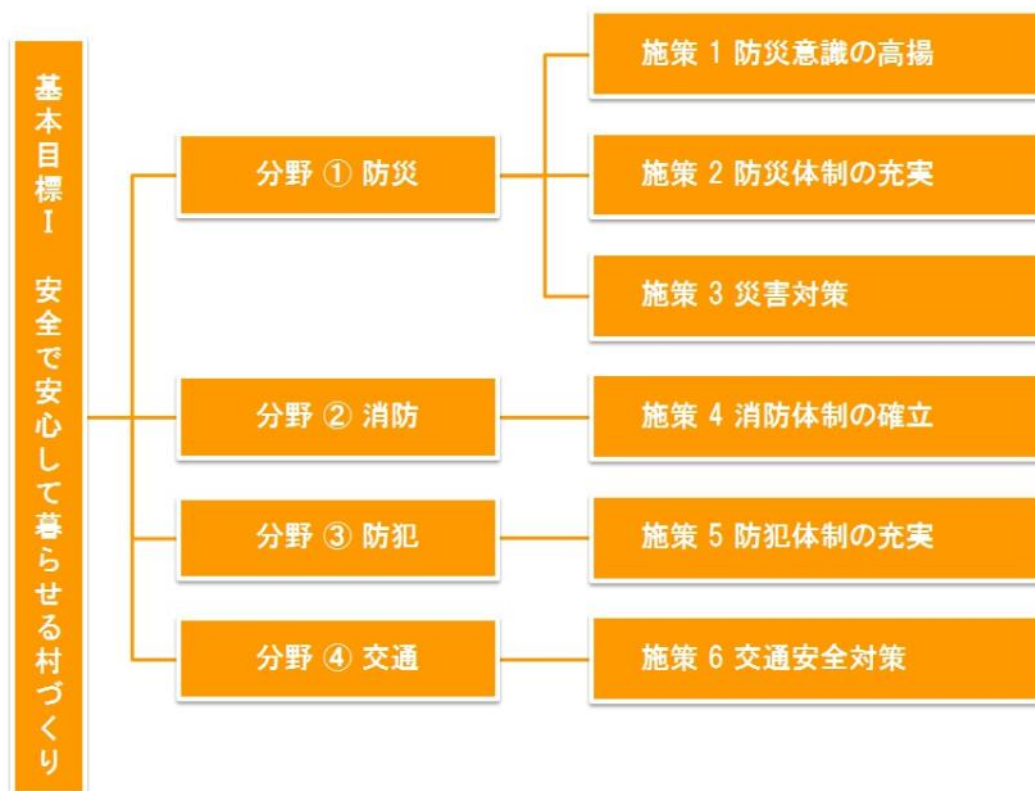 基本目標Ⅰ　安全で安心して暮らせる村づくり
分野 ① 防災
施策 1 防災意識の高揚
施策 2 防災体制の充実
施策 3 災害対策
分野 ② 消防
施策 4 消防体制の確立
分野 ③ 防犯
施策 5 防犯体制の充実
分野 ④ 交通
施策 6 交通安全対策